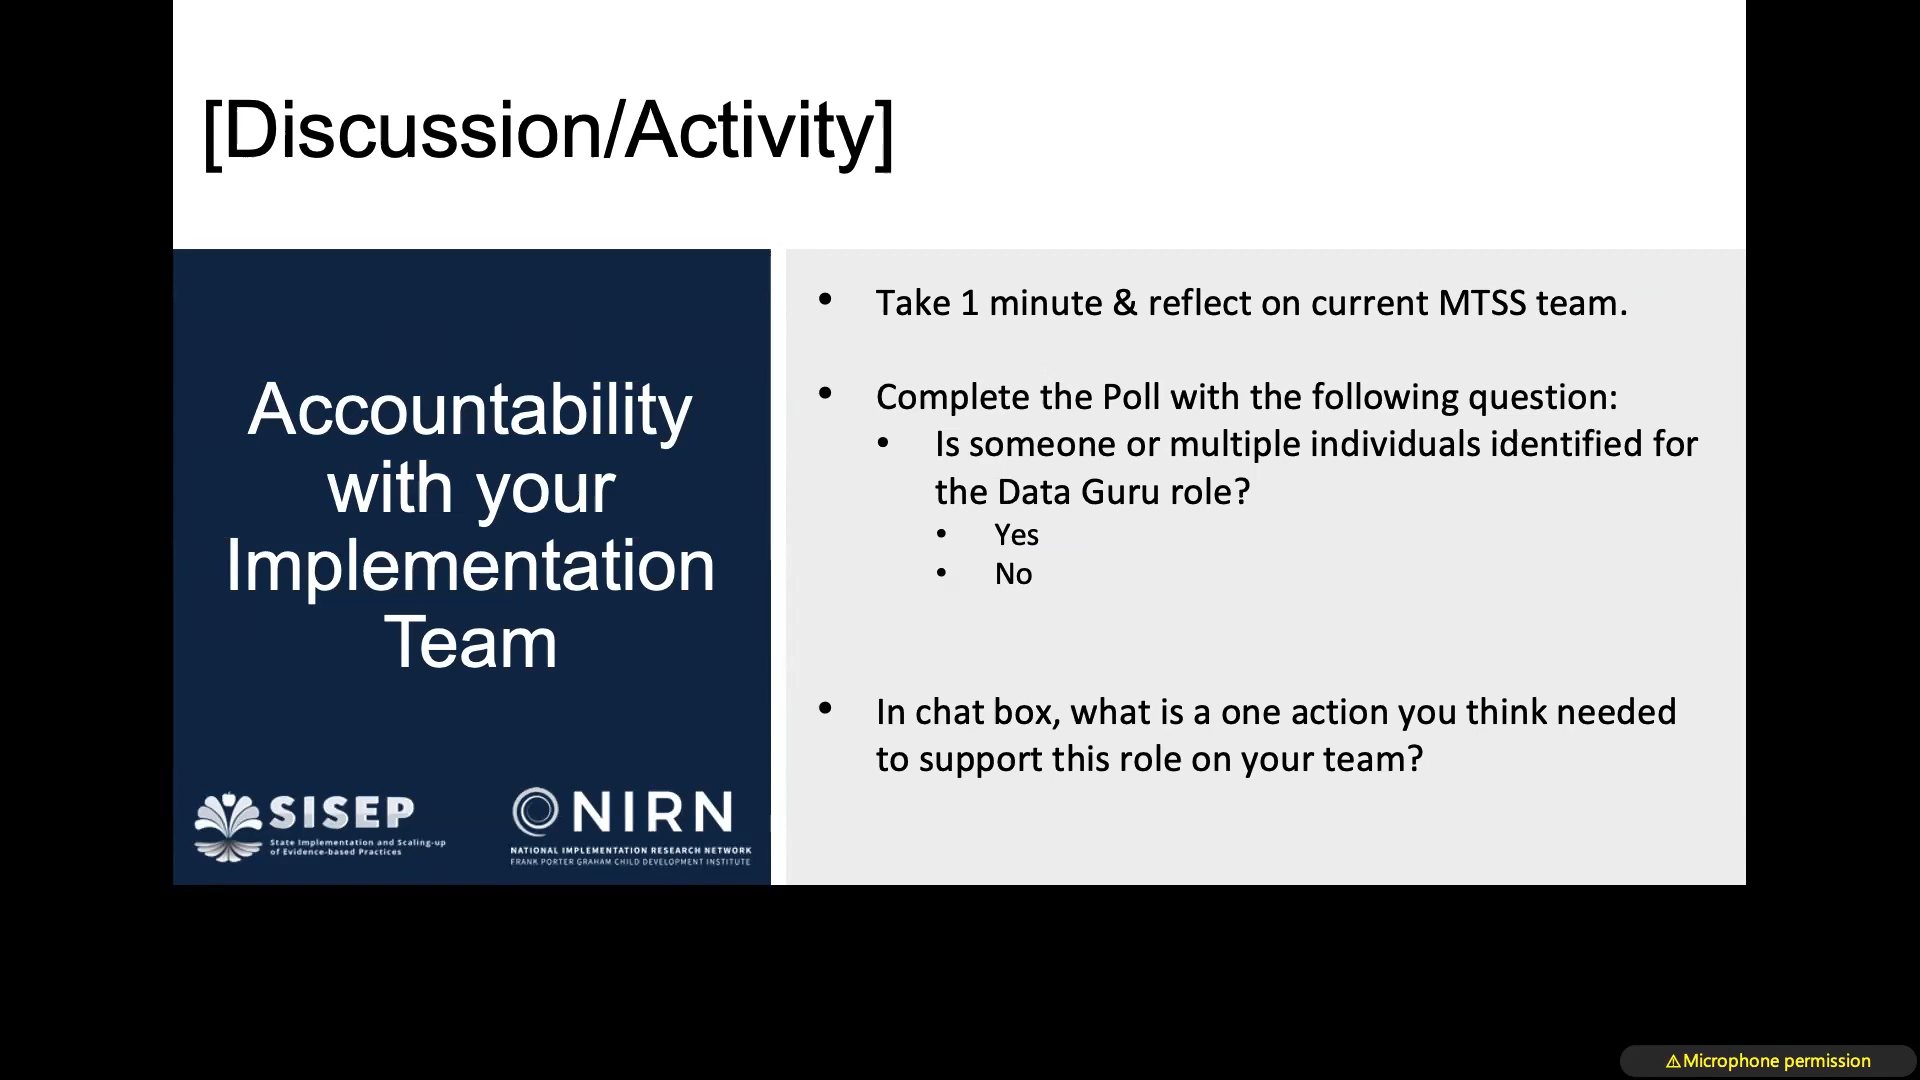 [Discussion/Activity]
Accountability
with your
Implementation
Team
SISEP
State Implementation and Scaling-up
of Evidence-based Practices
NIRN
NATIONAL IMPLEMENTATION RESEARCH NETWORK
FRANK PORTER GRAHAM CHILD DEVELOPMENT INSTITUTE
• Take 1 minute & reflect on current MTSS team.
• Complete the Poll with the following question:
• Is someone or multiple individuals identified for
the Data Guru role?
• Yes
• No
• In chat box, what is a one action you think needed
to support this role on your team?
⚠Microphone permission